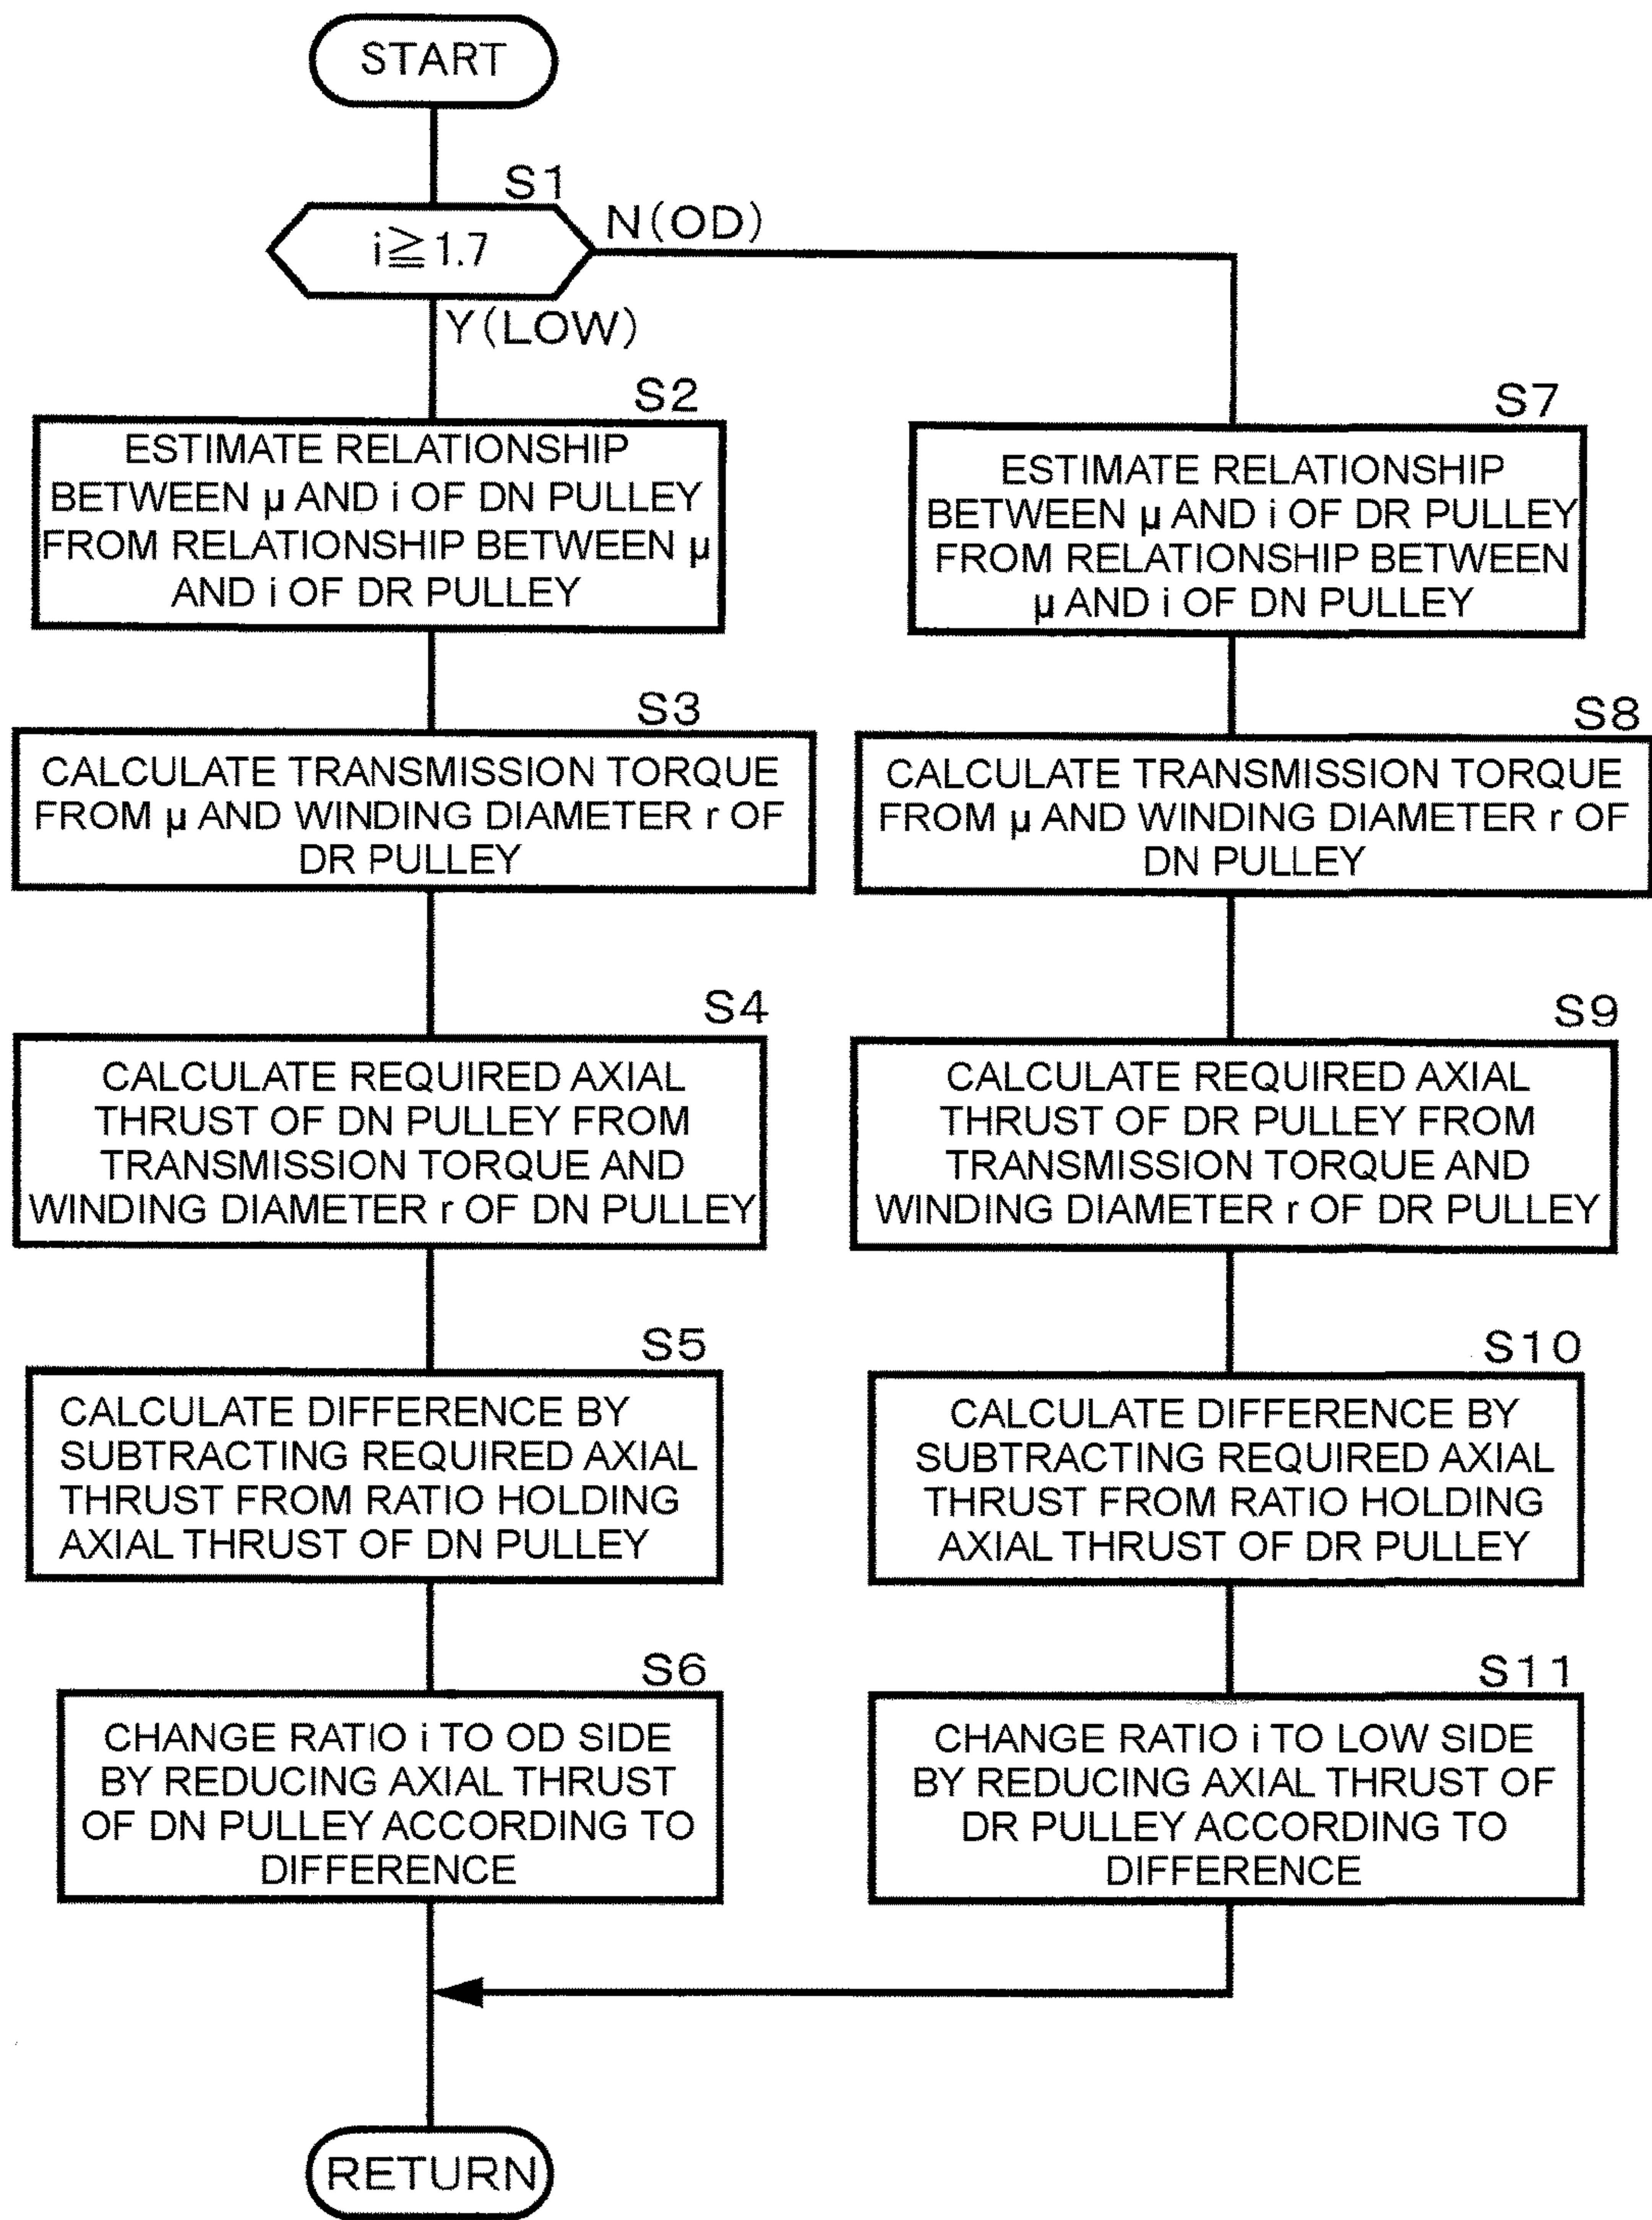 START
S1
i≧1.7
N(OD)
Y(LOW)
S2
ESTIMATE RELATIONSHIP
BETWEEN μ AND i OF DN PULLEY
FROM RELATIONSHIP BETWEEN μ
AND i OF DR PULLEY
S3
CALCULATE TRANSMISSION TORQUE
FROM μ AND WINDING DIAMETER r OF
DR PULLEY
S4
CALCULATE REQUIRED AXIAL
THRUST OF DN PULLEY FROM
TRANSMISSION TORQUE AND
WINDING DIAMETER r OF DN PULLEY
S5
CALCULATE DIFFERENCE BY
SUBTRACTING REQUIRED AXIAL
THRUST FROM RATIO HOLDING
AXIAL THRUST OF DN PULLEY
S6
CHANGE RATIO i TO OD SIDE
BY REDUCING AXIAL THRUST
OF DN PULLEY ACCORDING TO
DIFFERENCE
S7
ESTIMATE RELATIONSHIP
BETWEEN μ AND i OF DR PULLEY
FROM RELATIONSHIP BETWEEN
μ AND i OF DN PULLEY
S8
CALCULATE TRANSMISSION TORQUE
FROM μ AND WINDING DIAMETER r OF
DN PULLEY
S9
CALCULATE REQUIRED AXIAL
THRUST OF DR PULLEY FROM
TRANSMISSION TORQUE AND
WINDING DIAMETER r OF DR PULLEY
S10
CALCULATE DIFFERENCE BY
SUBTRACTING REQUIRED AXIAL
THRUST FROM RATIO HOLDING
AXIAL THRUST OF DR PULLEY
S11
CHANGE RATIO i TO LOW SIDE
BY REDUCING AXIAL THRUST OF
DR PULLEY ACCORDING TO
DIFFERENCE
RETURN